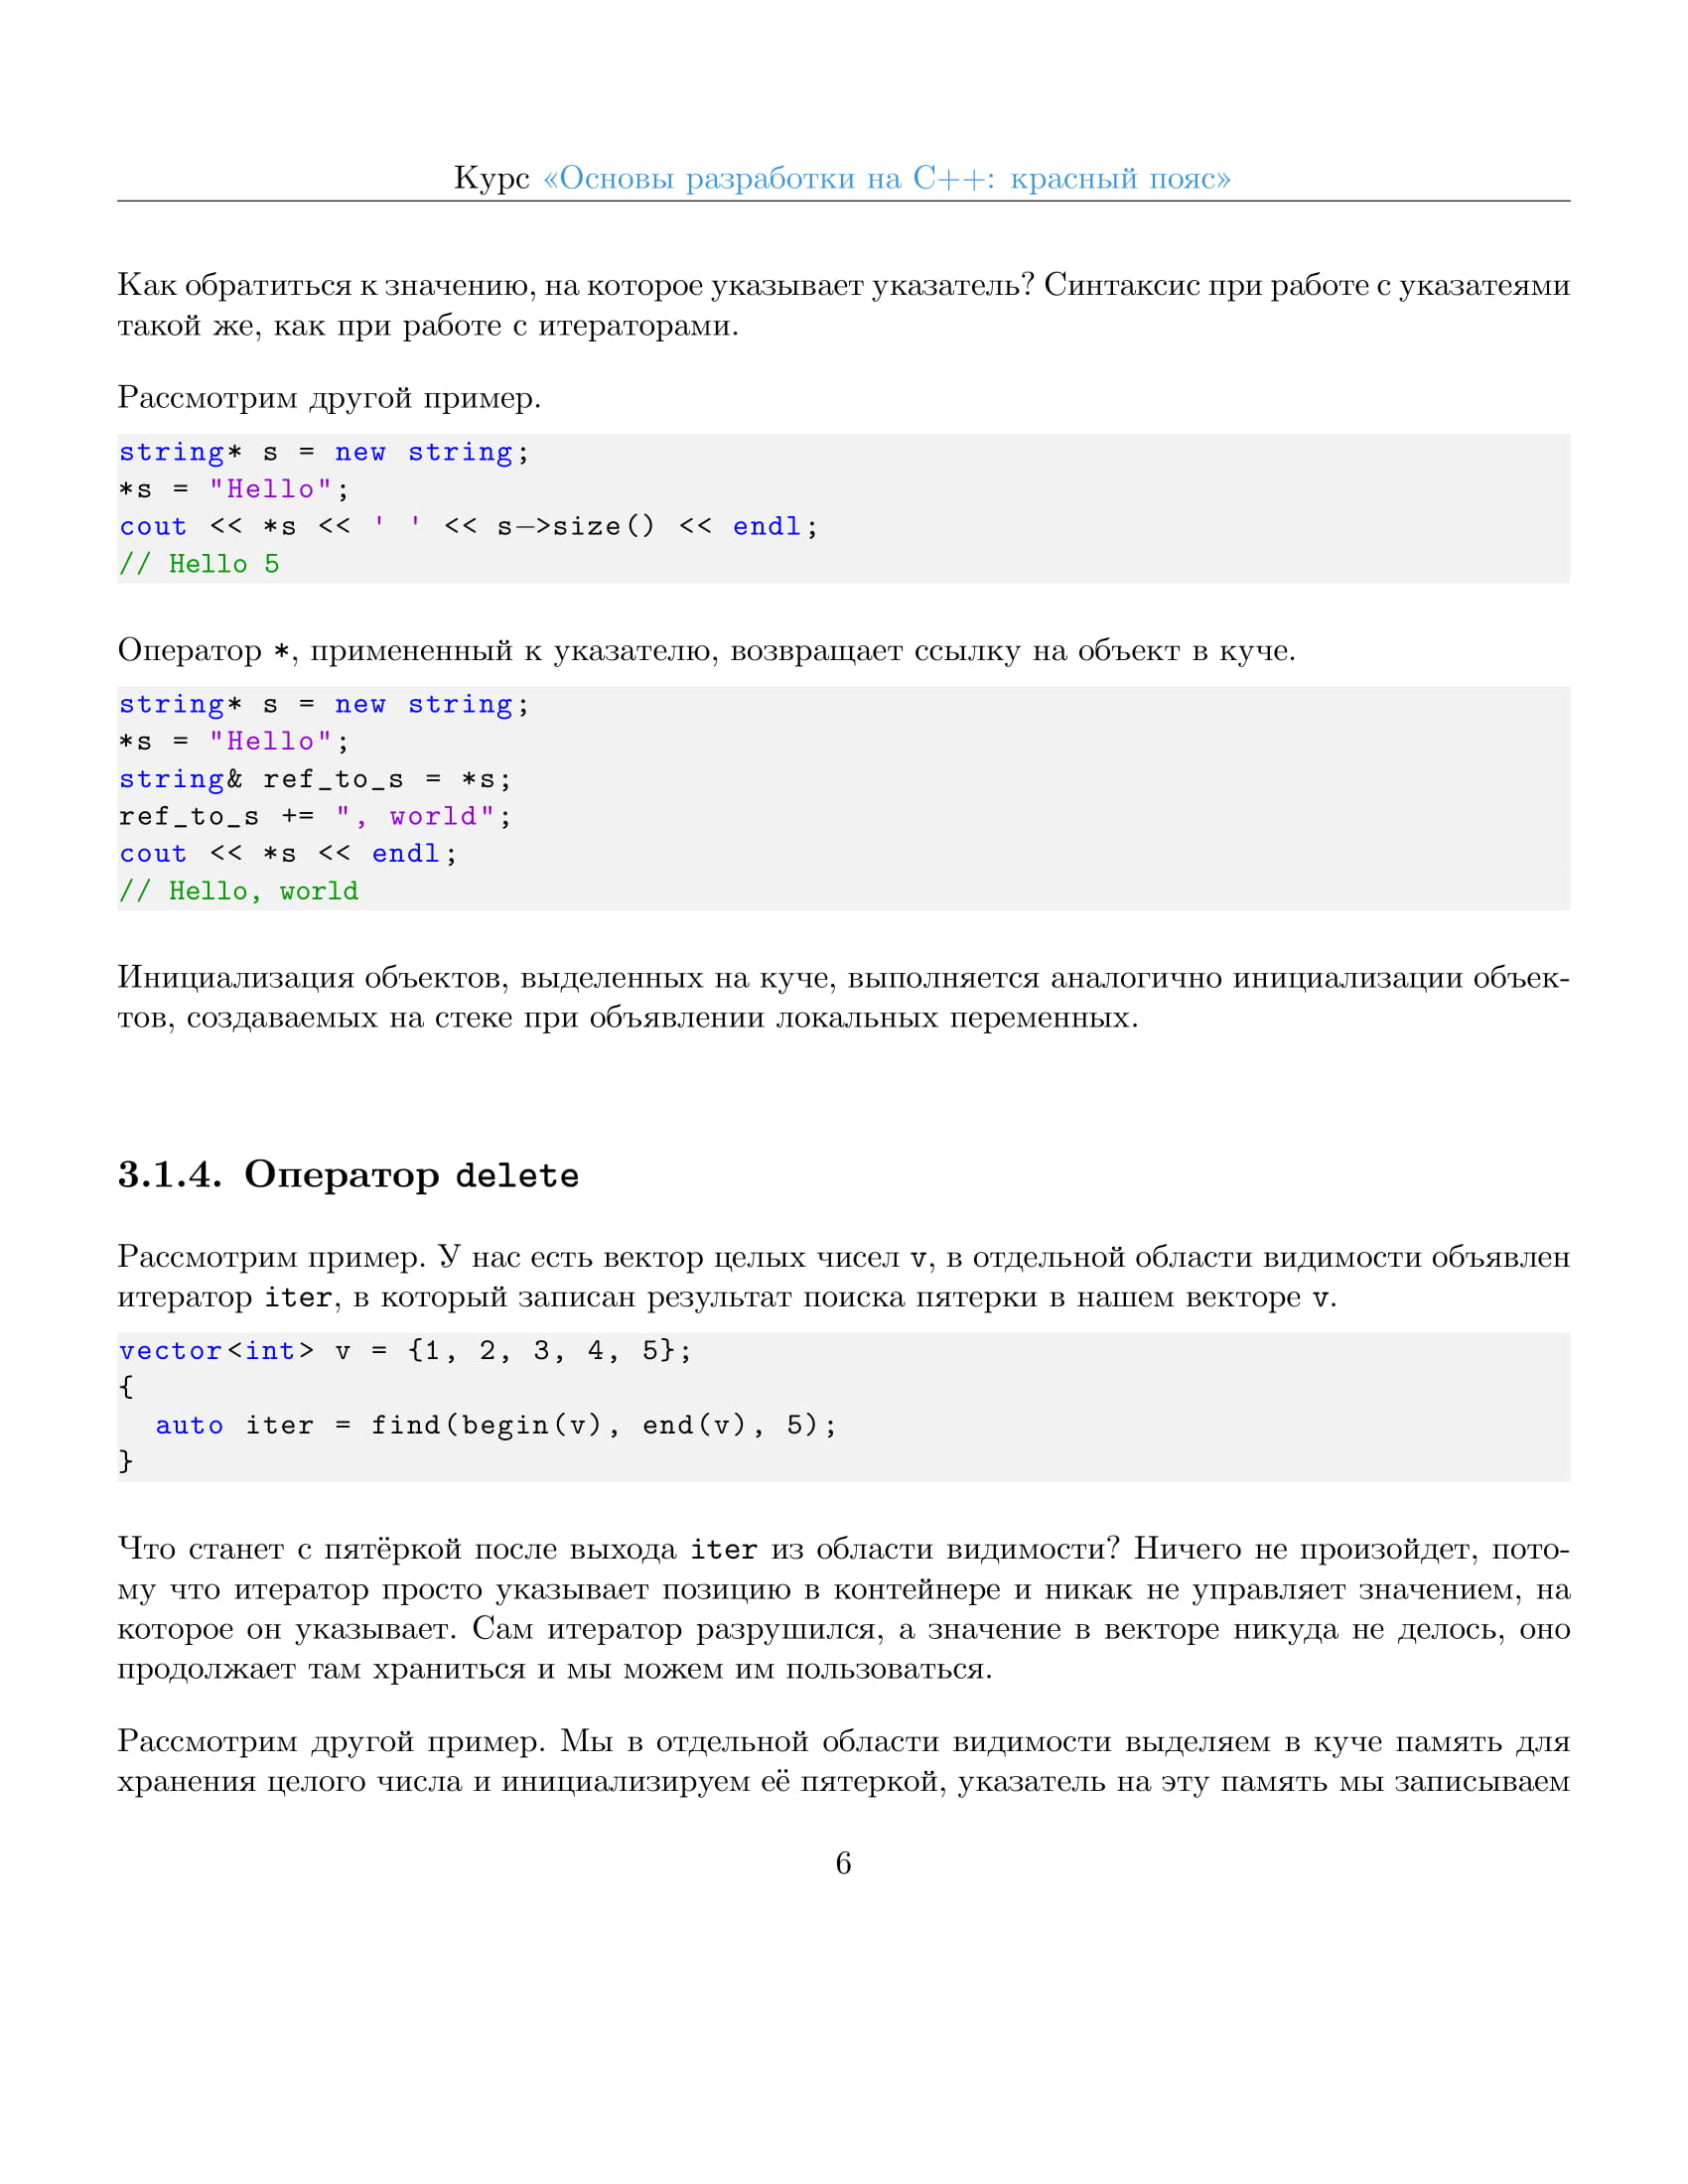 Курс «Основы разработки на C++: красный пояс»
Как обратиться к значению, на которое указывает указатель? Синтаксис при работе с указатеями
такой же, как при работе с итераторами.
Рассмотрим другой пример.
string* s = new string;
*s = "Hello";
cout << *s << ' ' << s->size() << endl;
// Hello 5
Оператор *, примененный к указателю, возвращает ссылку на объект в куче.
string* s = new string;
*s = "Hello";
string& ref_to_s = *s;
ref_to_s += ", world";
cout << *s << endl;
// Hello, world
Инициализация объектов, выделенных на куче, выполняется аналогично инициализации объек-
тов, создаваемых на стеке при объявлении локальных переменных.
3.1.4. Оператор delete
Рассмотрим пример. У нас есть вектор целых чисел v, в отдельной области видимости объявлен
итератор iter, в который записан результат поиска пятерки в нашем векторе v.
vector<int> v = {1, 2, 3, 4, 5};
{
  auto iter = find(begin(v), end(v), 5);
}
Что станет с пятёркой после выхода iter из области видимости? Ничего не произойдет, пото-
му что итератор просто указывает позицию в контейнере и никак не управляет значением, на
которое он указывает. Сам итератор разрушился, а значение в векторе никуда не делось, оно
продолжает там храниться и мы можем им пользоваться.
Рассмотрим другой пример. Мы в отдельной области видимости выделяем в куче память для
хранения целого числа и инициализируем её пятеркой, указатель на эту память мы записываем
6